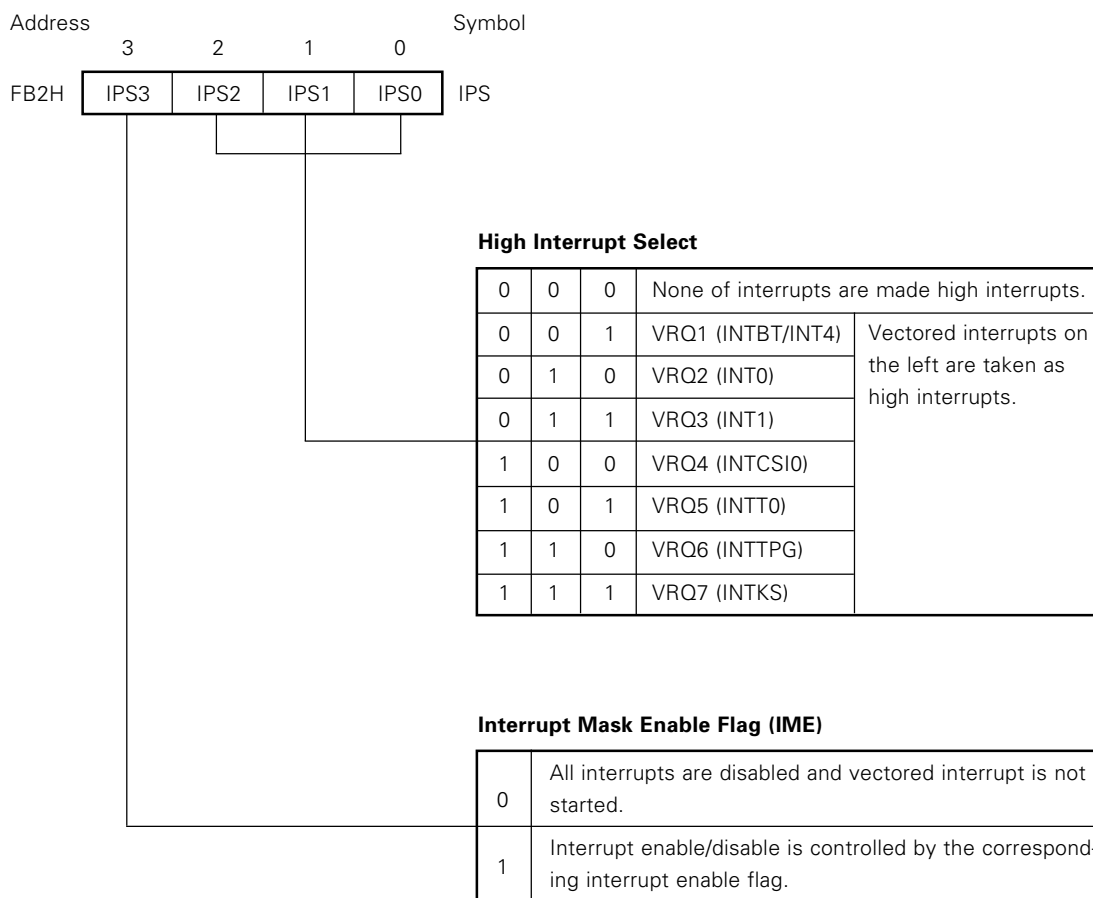 Address Symbol
3 2 1 0
FB2H IPS3 IPS2 IPS1 IPS0 IPS
High Interrupt Select
0 0 0 None of interrupts are made high interrupts.
0 0 1 VRQ1 (INTBT/INT4) Vectored interrupts on
the left are taken as
0 1 0 VRQ2 (INT0)
high interrupts.
0 1 1 VRQ3 (INT1)
1 0 0 VRQ4 (INTCSI0)
1 0 1 VRQ5 (INTT0)
1 1 0 VRQ6 (INTTPG)
1 1 1 VRQ7 (INTKS)
Interrupt Mask Enable Flag (IME)
0 All interrupts are disabled and vectored interrupt is not
started.
1 Interrupt enable/disable is controlled by the correspond-
ing interrupt enable flag.